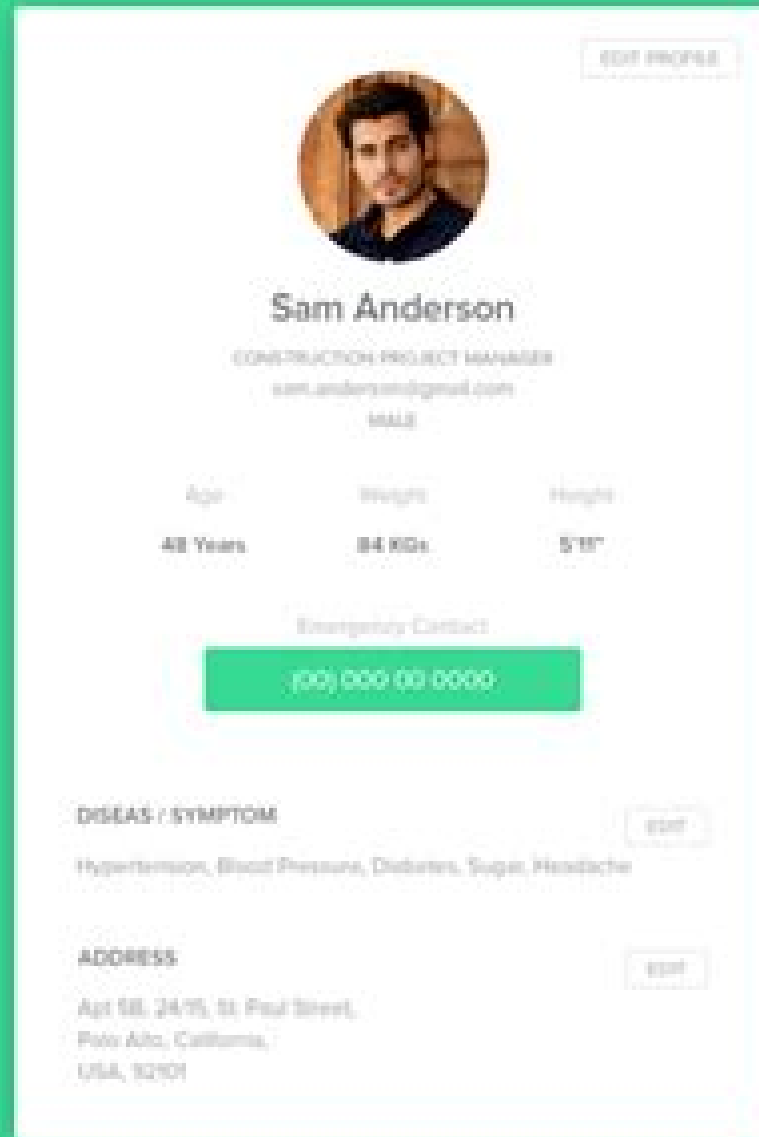 EDIT PROFILE
Sam Anderson
CONSTRUCTION PROJECT MANAGER
sam.anderson@gmail.com
MALE
Age Weight Height
48 Years 84 KGs 5'11"
Emergency Contact
(00) 000 00 0000
DISEAS / SYMPTOM
EDIT
Hypertension, Blood Pressure, Diabetes, Sugar, Headache
ADDRESS
EDIT
Apt 5B, 24/15, St. Paul Street,
Polo Alto, California,
USA, 92101